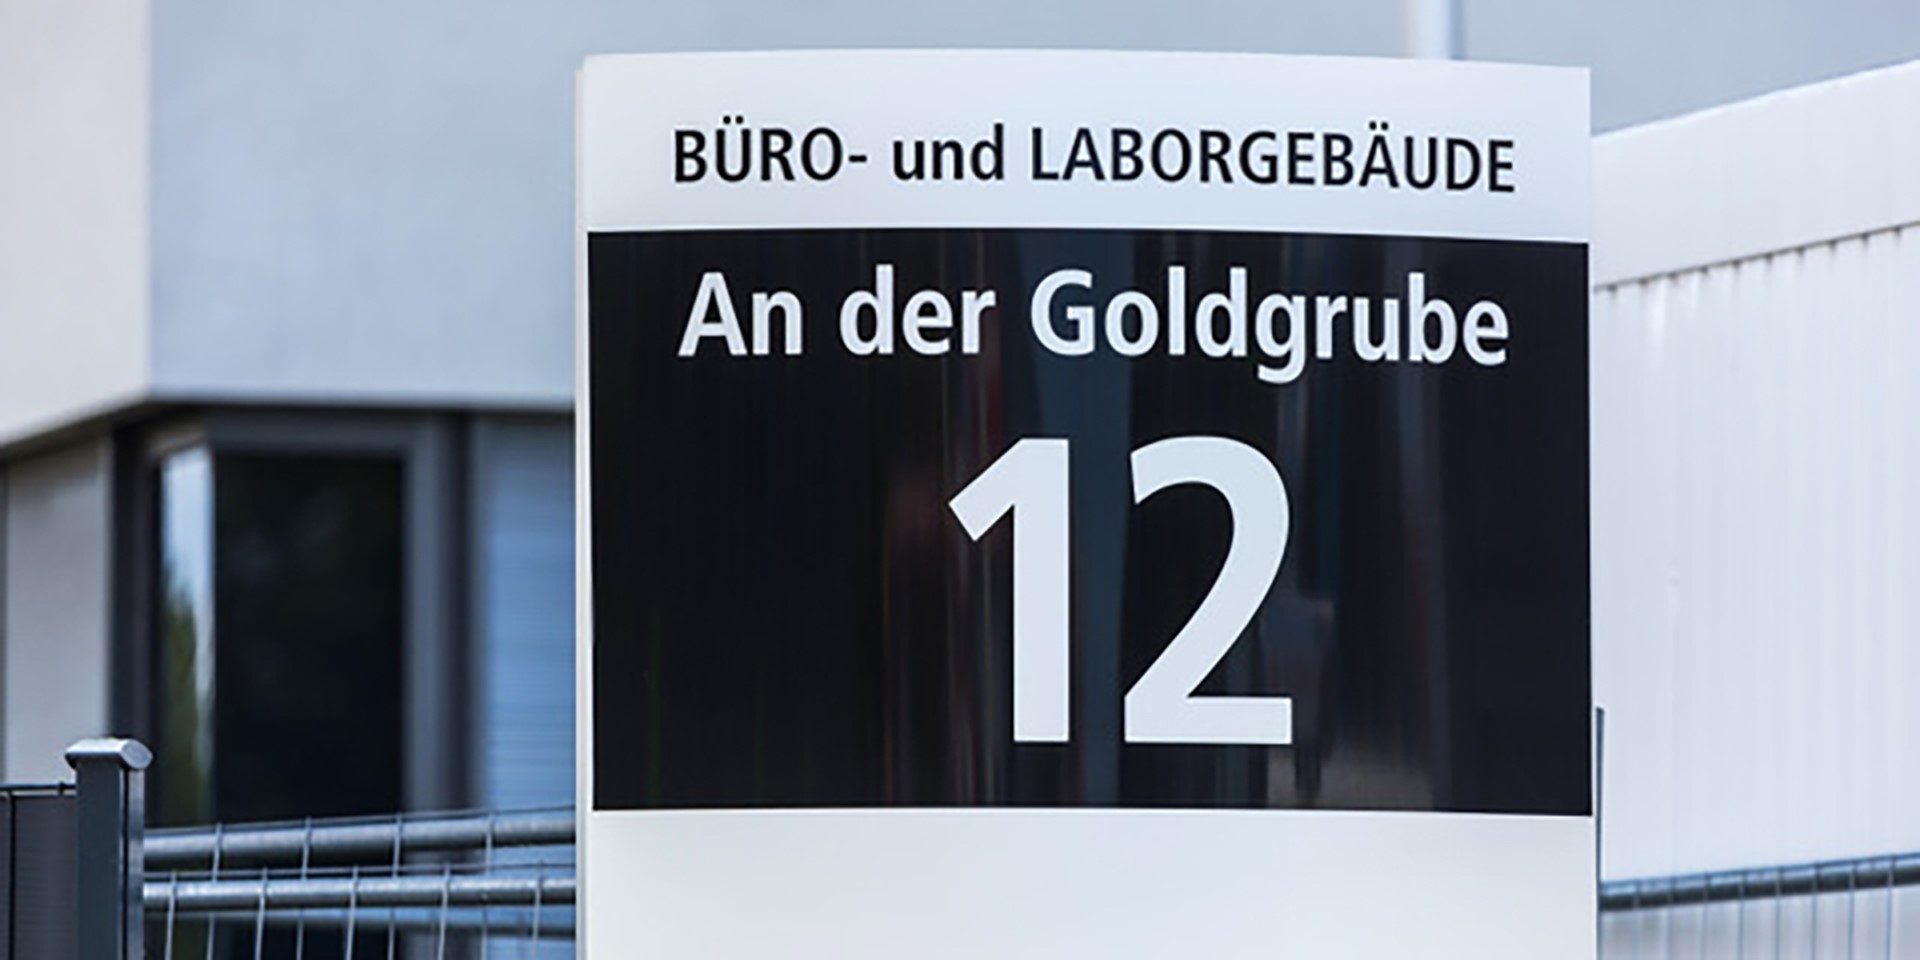 BÜRO- und LABORGEBÄUDE
An der Goldgrube
12